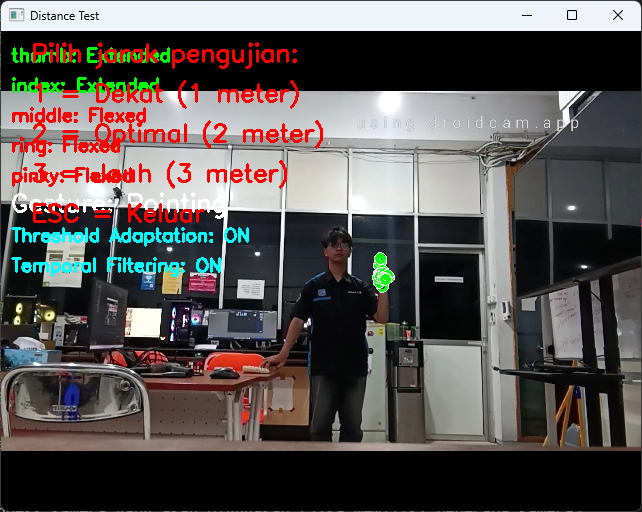 Distance Test
Pilih jarak pengujian:
thumb: Extended
index: Extended
1 = Dekat (1 meter)
middle: Flexed
using droidcam.app
2 = Optimal (2 meter)
ring: Flexed
3 = Jauh (3 meter)
pinky: Flexed
Gesture: Pointing
ESC = Keluar
Threshold Adaptation: ON
Temporal Filtering: ON